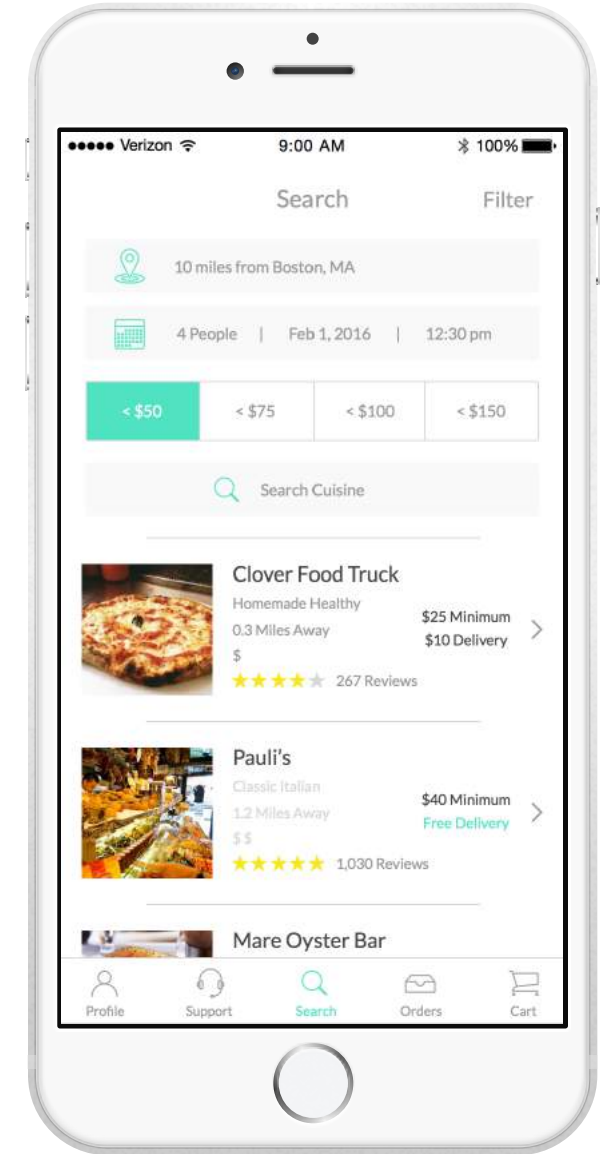 Verizon 9:00 AM 100%
Search Filter
10 miles from Boston, MA
4 People | Feb 1, 2016 | 12:30 pm
< $50 < $75 < $100 < $150
Search Cuisine
Clover Food Truck
Homemade Healthy
0.3 Miles Away
$
267 Reviews
$25 Minimum
$10 Delivery
Pauli's
Classic Italian
1.2 Miles Away
$$
1,030 Reviews
$40 Minimum
Free Delivery
Mare Oyster Bar
Profile Support Search Orders Cart